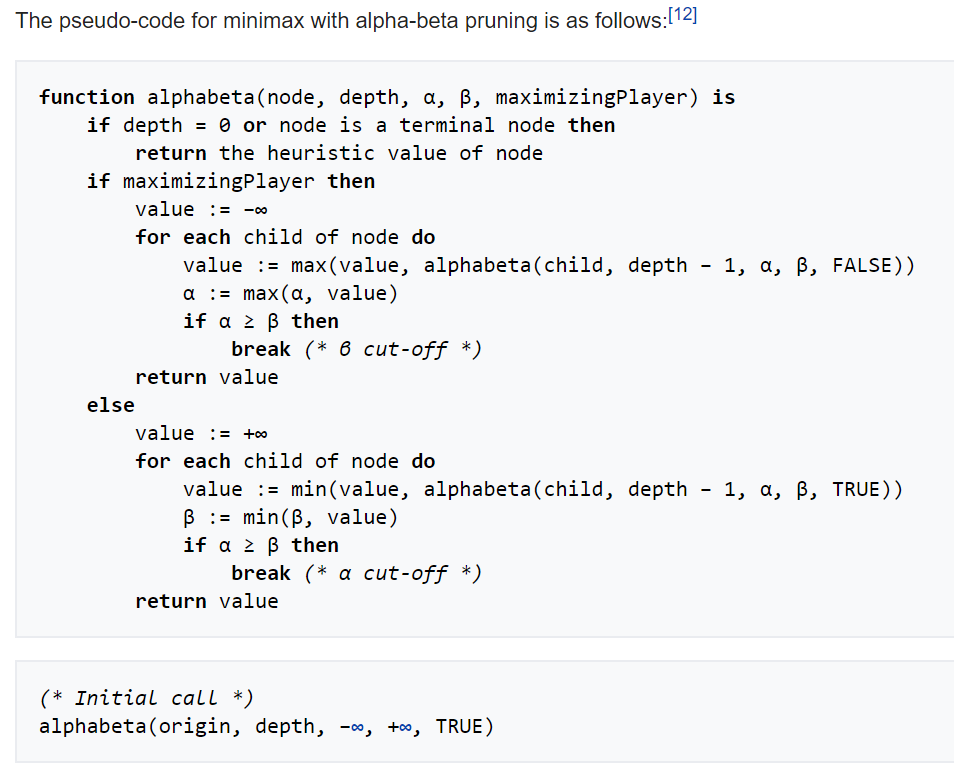 The pseudo-code for minimax with alpha-beta pruning is as follows:[12]
function alphabeta(node, depth, α, β, maximizingPlayer) is
    if depth = 0 or node is a terminal node then
        return the heuristic value of node
    if maximizingPlayer then
        value := −∞
        for each child of node do
            value := max(value, alphabeta(child, depth − 1, α, β, FALSE))
            α := max(α, value)
            if α ≥ β then
                break (* β cut-off *)
        return value
    else
        value := +∞
        for each child of node do
            value := min(value, alphabeta(child, depth − 1, α, β, TRUE))
            β := min(β, value)
            if α ≥ β then
                break (* α cut-off *)
        return value
(* Initial call *)
alphabeta(origin, depth, −∞, +∞, TRUE)